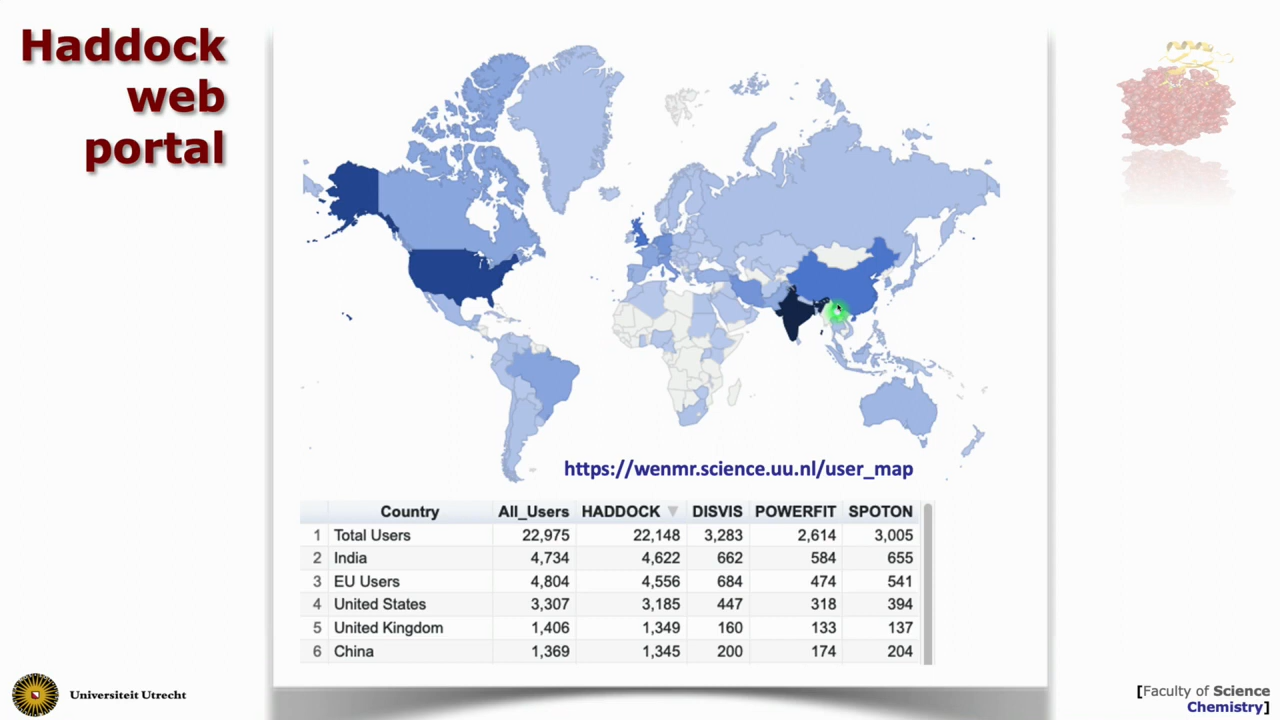 Haddock
web
portal
https://wenmr.science.uu.nl/user_map
Country All_Users HADDOCK DISVIS POWERFIT SPOTON
1 Total Users 22,975 22,148 3,283 2,614 3,005
2 India 4,734 4,622 662 584 655
3 EU Users 4,804 4,556 684 474 541
4 United States 3,307 3,185 447 318 394
5 United Kingdom 1,406 1,349 160 133 137
6 China 1,369 1,345 200 174 204
Universiteit Utrecht
[Faculty of Science
Chemistry]